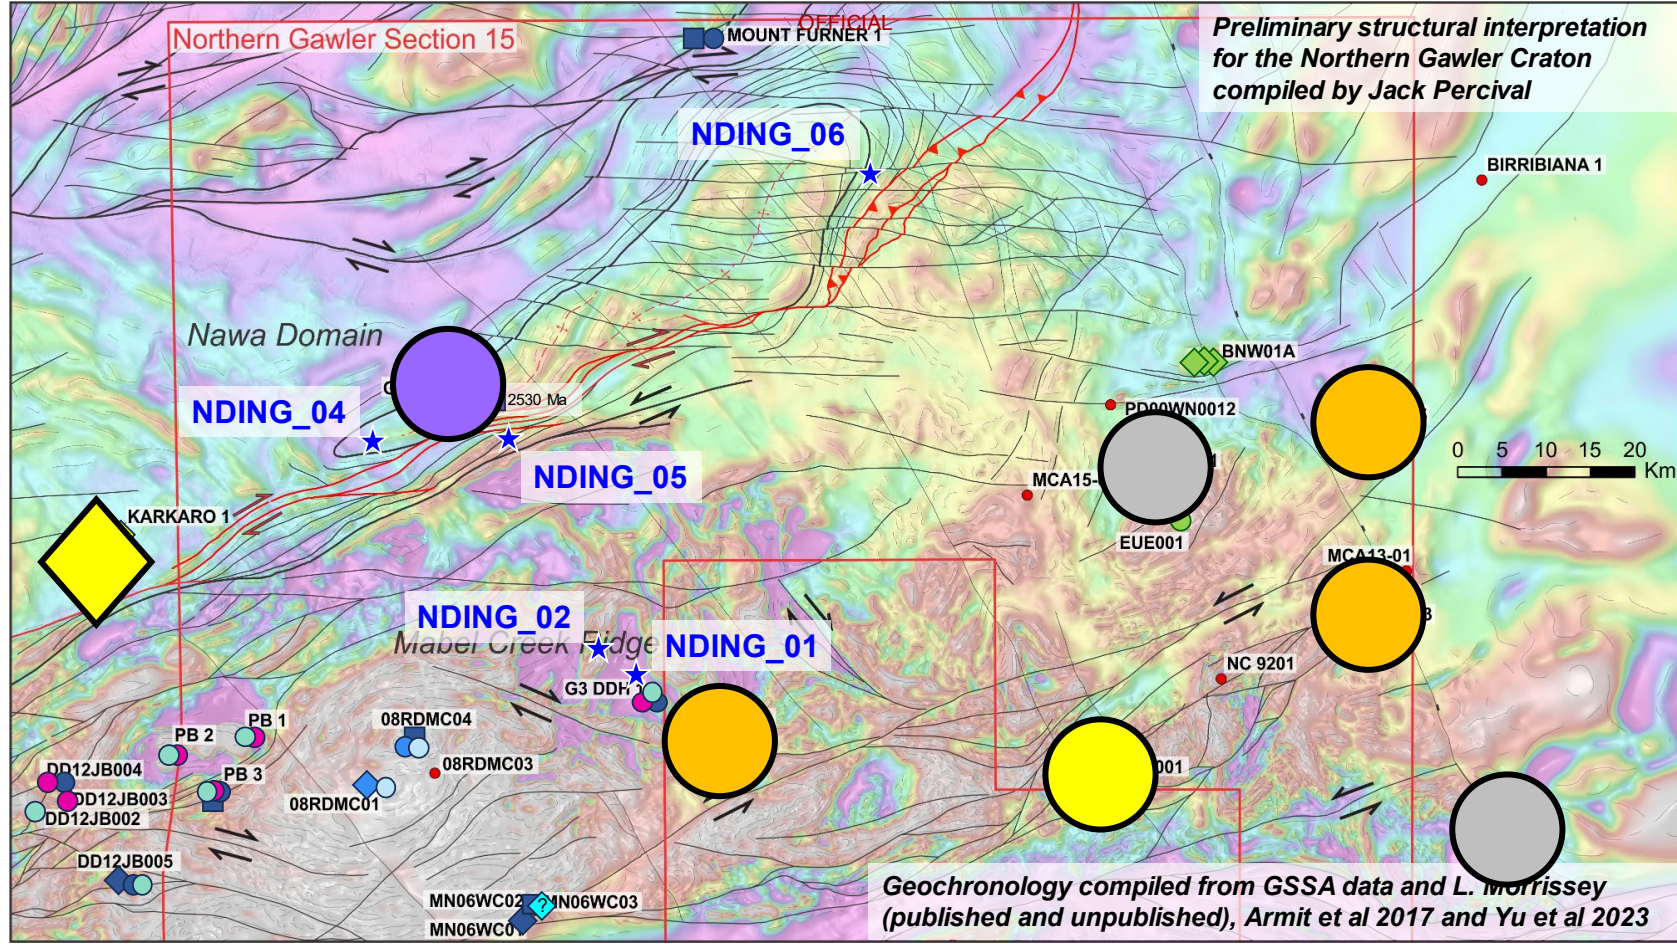 OFFICIAL
Northern Gawler Section 15
MOUNT FURNER 1
Preliminary structural interpretation
for the Northern Gawler Craton
compiled by Jack Percival
NDING_06
BIRRIBIANA 1
Nawa Domain
BNW01A
2530 Ma
PD00WN0012
NDING_04
0 5 10 15 20
Km
NDING_05
MCA15-
KARKARO 1
EUE001
MCA13-01
NDING_02
Mabel Creek Ridge
NDING_01
NC 9201
G3 DDH
PB 1
08RDMC04
PB 2
001
08RDMC03
DD12JB004
PB 3
DD12JB003
08RDMC01
DD12JB002
DD12JB005
MN06WC02
?
MN06WC03
MN06WC01
Geochronology compiled from GSSA data and L. Morrissey
(published and unpublished), Armit et al 2017 and Yu et al 2023